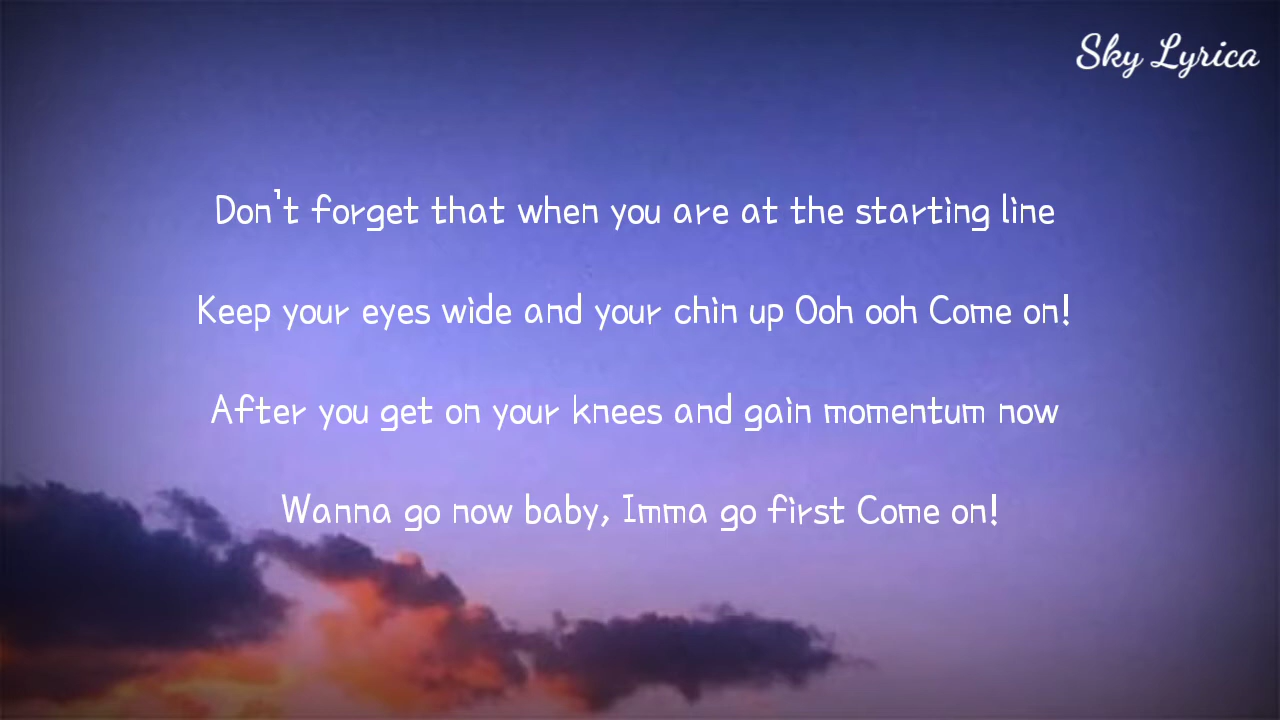 Sky Lyrica
Don't forget that when you are at the starting line
Keep your eyes wide and your chin up Ooh ooh Come on!
After you get on your knees and gain momentum now
Wanna go now baby, Imma go first Come on!